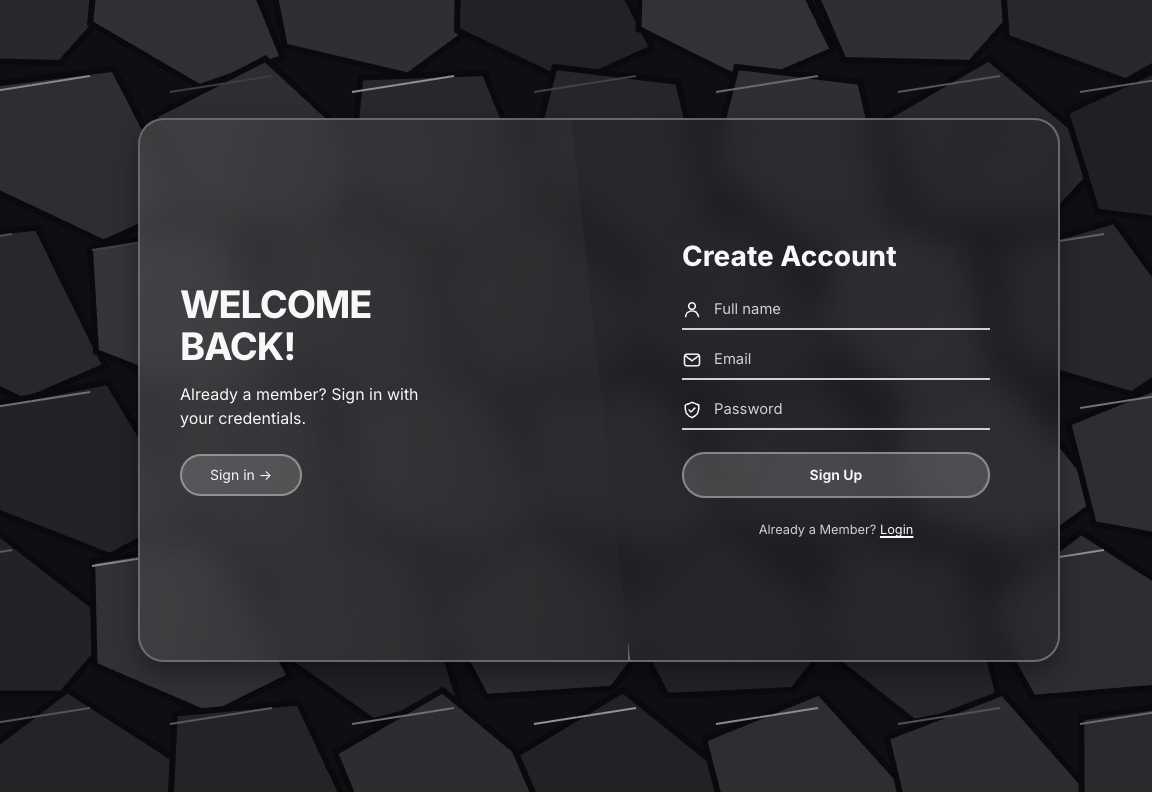 WELCOME
BACK!
Already a member? Sign in with
your credentials.
Sign in →
Create Account
Full name
Email
Password
Sign Up
Already a Member? Login